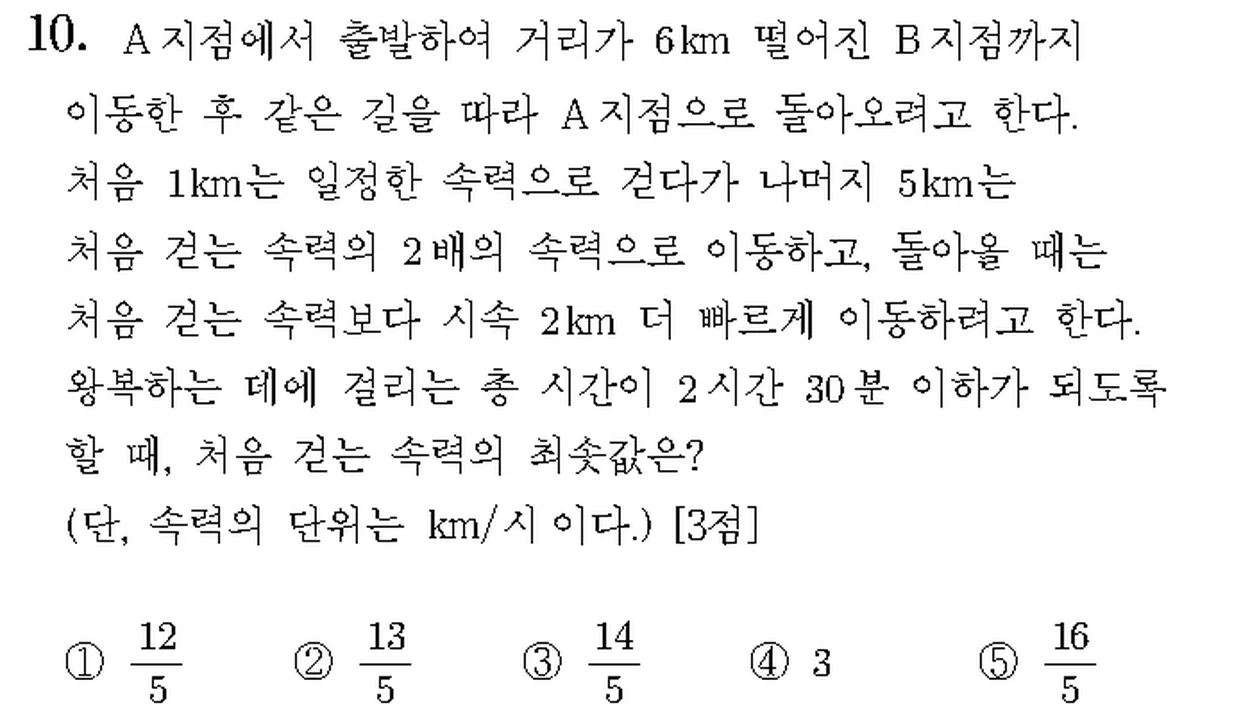 10. A 지점에서 출발하여 거리가 6km 떨어진 B 지점까지
이동한 후 같은 길을 따라 A 지점으로 돌아오려고 한다.
처음 1km는 일정한 속력으로 걷다가 나머지 5km는
처음 걷는 속력의 2배의 속력으로 이동하고, 돌아올 때는
처음 걷는 속력보다 시속 2km 더 빠르게 이동하려고 한다.
왕복하는 데에 걸리는 총 시간이 2시간 30분 이하가 되도록
할 때, 처음 걷는 속력의 최솟값은?
(단, 속력의 단위는 km/시 이다.) [3점]
① 12/5 ② 13/5 ③ 14/5 ④ 3 ⑤ 16/5